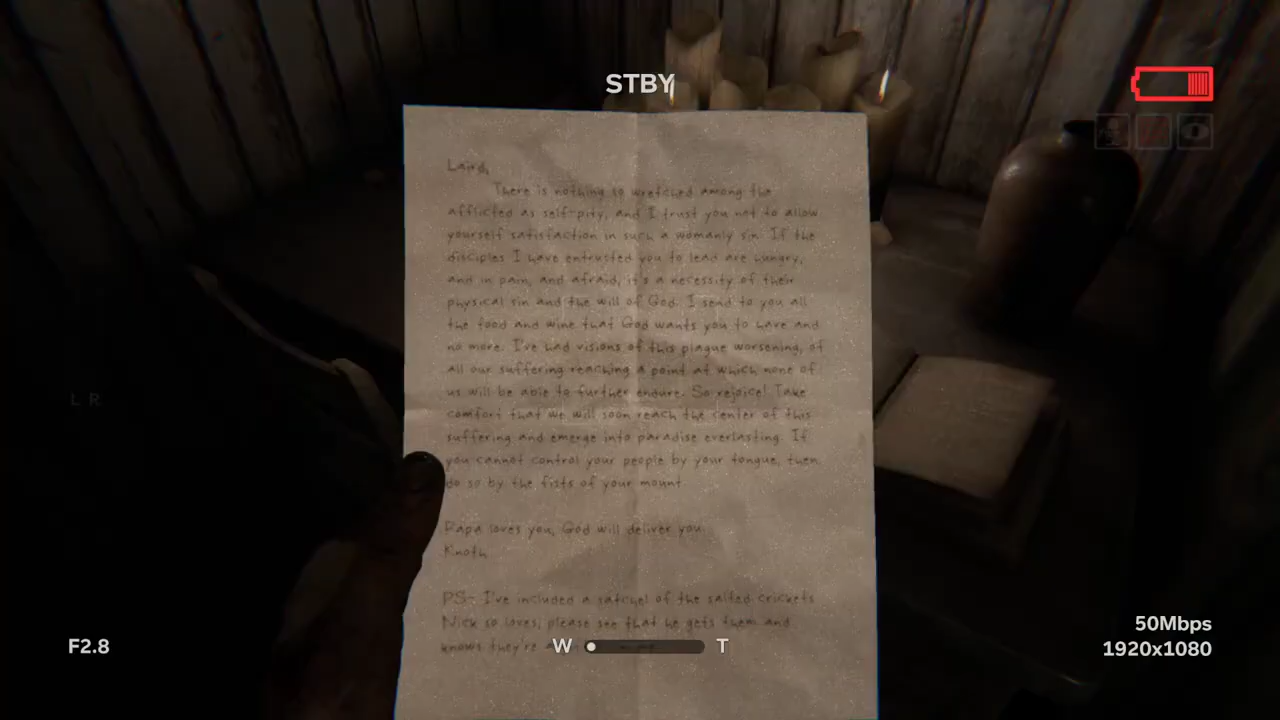 STBY
Laird,
There is nothing so wretched among the
afflicted as self-pity, and I trust you not to allow
yourself satisfaction in such a womanly sin. If the
disciples I have entrusted you to lead are hungry,
and in pain, and afraid, it's a necessity of their
physical sin and the will of God. I send to you all
the food and wine that God wants you to have and
no more. I've had visions of this plague worsening, of
all our suffering reaching a point at which none of
us will be able to further endure. So rejoice! Take
comfort that we will soon reach the center of this
suffering and emerge into paradise everlasting. If
you cannot control your people by your tongue, then
do so by the fists of your mount.
Papa loves you, God will deliver you.
Knoth
PS- I've included a satchel of the salted crickets
Nick so loves, please see that he gets them and
knows they're
L R
F2.8
W T
50Mbps
1920x1080